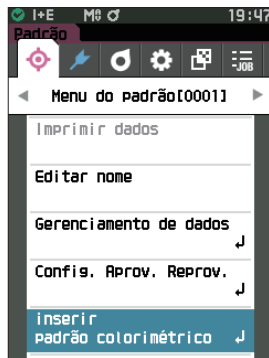 I+E M 19:47
Padrão
-JOB
Menu do padrão[0001]
Imprimir dados
Editar nome
Gerenciamento de dados
Config. Aprov. Reprov.
inserir
padrão colorimétrico